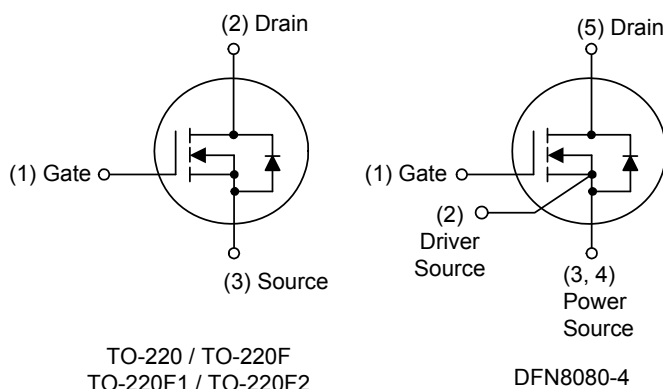 (2) Drain
(1) Gate
(3) Source
TO-220 / TO-220F
TO-220F1 / TO-220F2
(5) Drain
(1) Gate
(2)
Driver
Source
(3, 4)
Power
Source
DFN8080-4